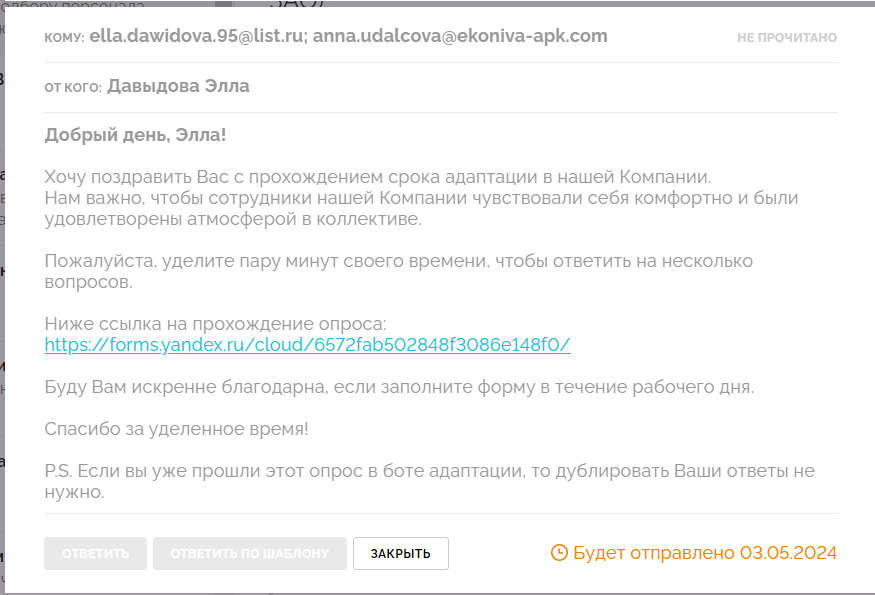 КОМУ: ella.dawidova.95@list.ru; anna.udalcova@ekoniva-apk.com
НЕ ПРОЧИТАНО
ОТ КОГО: Давыдова Элла
Добрый день, Элла!
Хочу поздравить Вас с прохождением срока адаптации в нашей Компании.
Нам важно, чтобы сотрудники нашей Компании чувствовали себя комфортно и были
удовлетворены атмосферой в коллективе.
Пожалуйста, уделите пару минут своего времени, чтобы ответить на несколько
вопросов.
Ниже ссылка на прохождение опроса:
https://forms.yandex.ru/cloud/6572fab502848f3086e148f0/
Буду Вам искренне благодарна, если заполните форму в течение рабочего дня.
Спасибо за уделенное время!
P.S. Если вы уже прошли этот опрос в боте адаптации, то дублировать Ваши ответы не
нужно.
ОТВЕТИТЬ
ОТВЕТИТЬ ПО ШАБЛОНУ
ЗАКРЫТЬ
Будет отправлено 03.05.2024